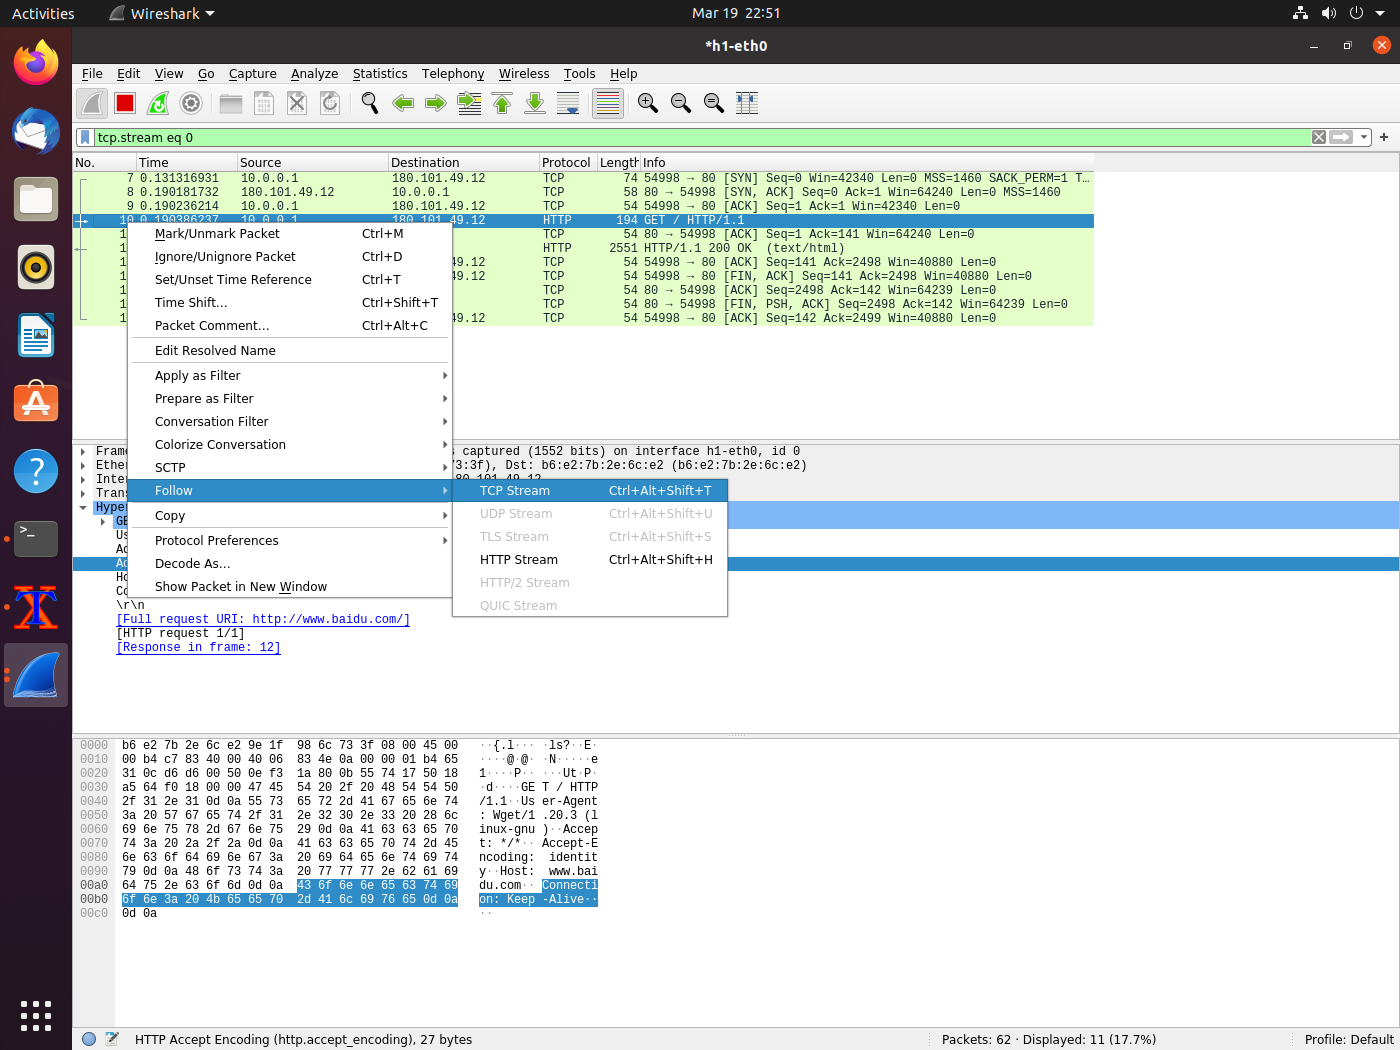 Activities Wireshark Mar 19 22:51
*h1-eth0
File Edit View Go Capture Analyze Statistics Telephony Wireless Tools Help
tcp.stream eq 0
No. Time Source Destination Protocol Length Info
7 0.131316931 10.0.0.1 180.101.49.12 TCP 74 54998 → 80 [SYN] Seq=0 Win=42340 Len=0 MSS=1460 SACK_PERM=1 T…
8 0.190181732 180.101.49.12 10.0.0.1 TCP 58 80 → 54998 [SYN, ACK] Seq=0 Ack=1 Win=64240 Len=0 MSS=1460
9 0.190236214 10.0.0.1 180.101.49.12 TCP 54 54998 → 80 [ACK] Seq=1 Ack=1 Win=42340 Len=0
10 0.190386237 10.0.0.1 180.101.49.12 HTTP 194 GET / HTTP/1.1
1 TCP 54 80 → 54998 [ACK] Seq=1 Ack=141 Win=64240 Len=0
1 HTTP 2551 HTTP/1.1 200 OK (text/html)
1 49.12 TCP 54 54998 → 80 [ACK] Seq=141 Ack=2498 Win=40880 Len=0
1 49.12 TCP 54 54998 → 80 [FIN, ACK] Seq=141 Ack=2498 Win=40880 Len=0
1 TCP 54 80 → 54998 [ACK] Seq=2498 Ack=142 Win=64239 Len=0
1 TCP 54 80 → 54998 [FIN, PSH, ACK] Seq=2498 Ack=142 Win=64239 Len=0
1 49.12 TCP 54 54998 → 80 [ACK] Seq=142 Ack=2499 Win=40880 Len=0
Mark/Unmark Packet Ctrl+M
Ignore/Unignore Packet Ctrl+D
Set/Unset Time Reference Ctrl+T
Time Shift… Ctrl+Shift+T
Packet Comment… Ctrl+Alt+C
Edit Resolved Name
Apply as Filter
Prepare as Filter
Conversation Filter
Colorize Conversation
SCTP
Follow
Copy
Protocol Preferences
Decode As…
Show Packet in New Window
TCP Stream Ctrl+Alt+Shift+T
UDP Stream Ctrl+Alt+Shift+U
TLS Stream Ctrl+Alt+Shift+S
HTTP Stream Ctrl+Alt+Shift+H
HTTP/2 Stream
QUIC Stream
Frame s captured (1552 bits) on interface h1-eth0, id 0
Ether 73:3f), Dst: b6:e2:7b:2e:6c:e2 (b6:e2:7b:2e:6c:e2)
Inter
Trans
Hyper
GE
Us
Ac
Ac
Ho
Co
\r\n
[Full request URI: http://www.baidu.com/]
[HTTP request 1/1]
[Response in frame: 12]
0000 b6 e2 7b 2e 6c e2 9e 1f 98 6c 73 3f 08 00 45 00 ··{.l··· ·ls?··E·
0010 00 b4 c7 83 40 00 40 06 83 4e 0a 00 00 01 b4 65 ····@·@· ·N·····e
0020 31 0c d6 d6 00 50 0e f3 1a 80 0b 55 74 17 50 18 1····P·· ···Ut·P·
0030 a5 64 f0 18 00 00 47 45 54 20 2f 20 48 54 54 50 ·d····GE T / HTTP
0040 2f 31 2e 31 0d 0a 55 73 65 72 2d 41 67 65 6e 74 /1.1··Us er-Agent
0050 3a 20 57 67 65 74 2f 31 2e 32 30 2e 33 20 28 6c : Wget/1 .20.3 (l
0060 69 6e 75 78 2d 67 6e 75 29 0d 0a 41 63 63 65 70 inux-gnu )··Accep
0070 74 3a 20 2a 2f 2a 0d 0a 41 63 63 65 70 74 2d 45 t: */*·· Accept-E
0080 6e 63 6f 64 69 6e 67 3a 20 69 64 65 6e 74 69 74 ncoding: identit
0090 79 0d 0a 48 6f 73 74 3a 20 77 77 77 2e 62 61 69 y··Host: www.bai
00a0 64 75 2e 63 6f 6d 0d 0a 43 6f 6e 6e 65 63 74 69 du.com·· Connecti
00b0 6f 6e 3a 20 4b 65 65 70 2d 41 6c 69 76 65 0d 0a on: Keep -Alive··
00c0 0d 0a ··
HTTP Accept Encoding (http.accept_encoding), 27 bytes Packets: 62 · Displayed: 11 (17.7%) Profile: Default